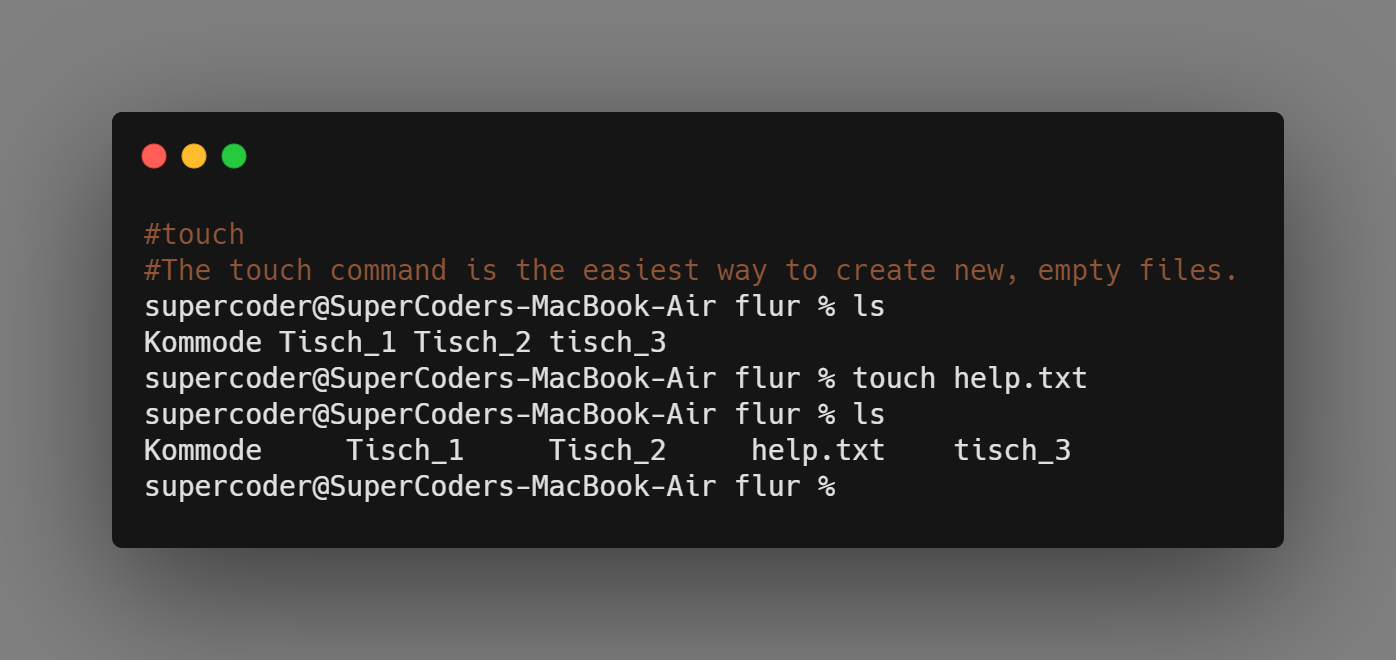 #touch
#The touch command is the easiest way to create new, empty files.
supercoder@SuperCoders-MacBook-Air flur % ls
Kommode Tisch_1 Tisch_2 tisch_3
supercoder@SuperCoders-MacBook-Air flur % touch help.txt
supercoder@SuperCoders-MacBook-Air flur % ls
Kommode     Tisch_1     Tisch_2     help.txt    tisch_3
supercoder@SuperCoders-MacBook-Air flur %